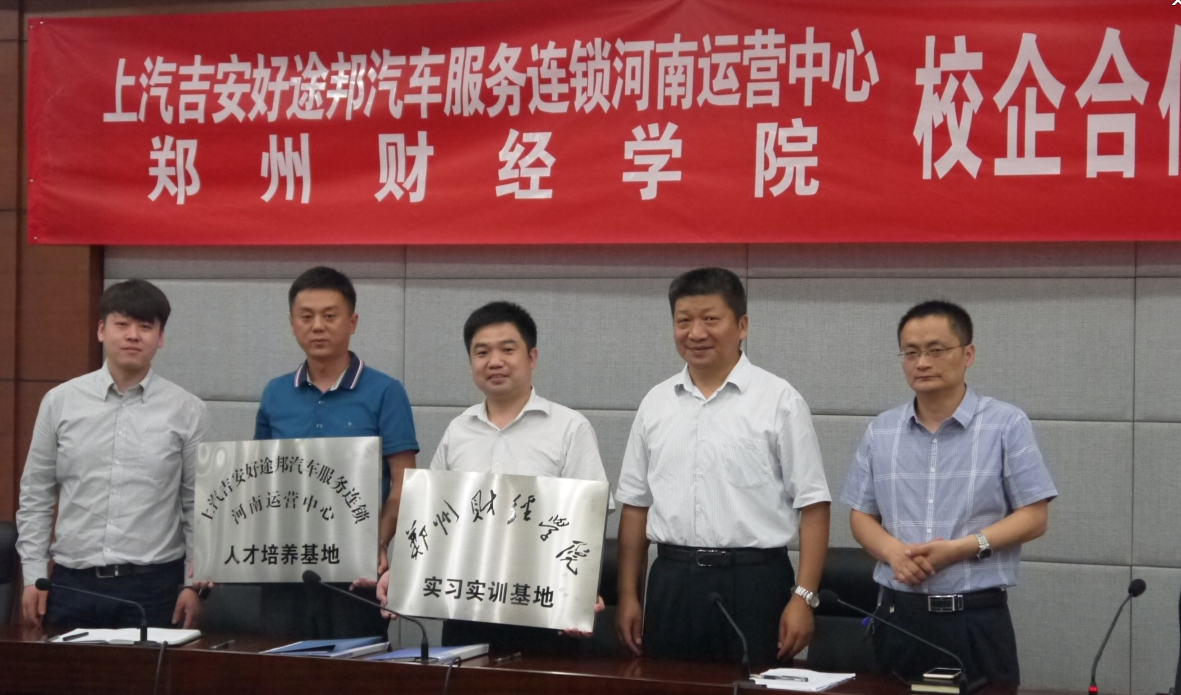 上汽吉安好途邦汽车服务连锁河南运营中心
郑州财经学院
校企合
上汽吉安好途邦汽车服务连锁
河南运营中心
人才培养基地
郑州财经学院
实习实训基地